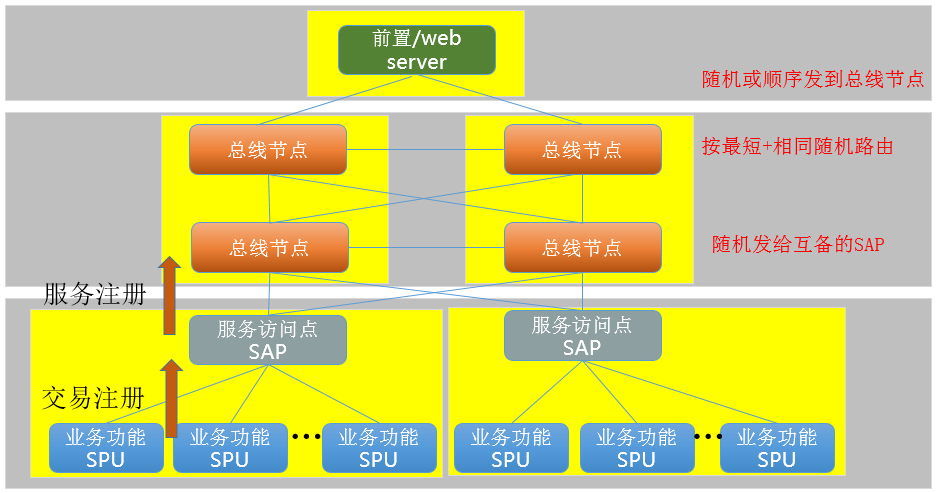 前置/web
server
随机或顺序发到总线节点
总线节点
总线节点
按最短+相同随机路由
总线节点
总线节点
随机发给互备的SAP
服务注册
服务访问点
SAP
服务访问点
SAP
交易注册
业务功能
SPU
业务功能
SPU
•••
业务功能
SPU
业务功能
SPU
业务功能
SPU
•••
业务功能
SPU